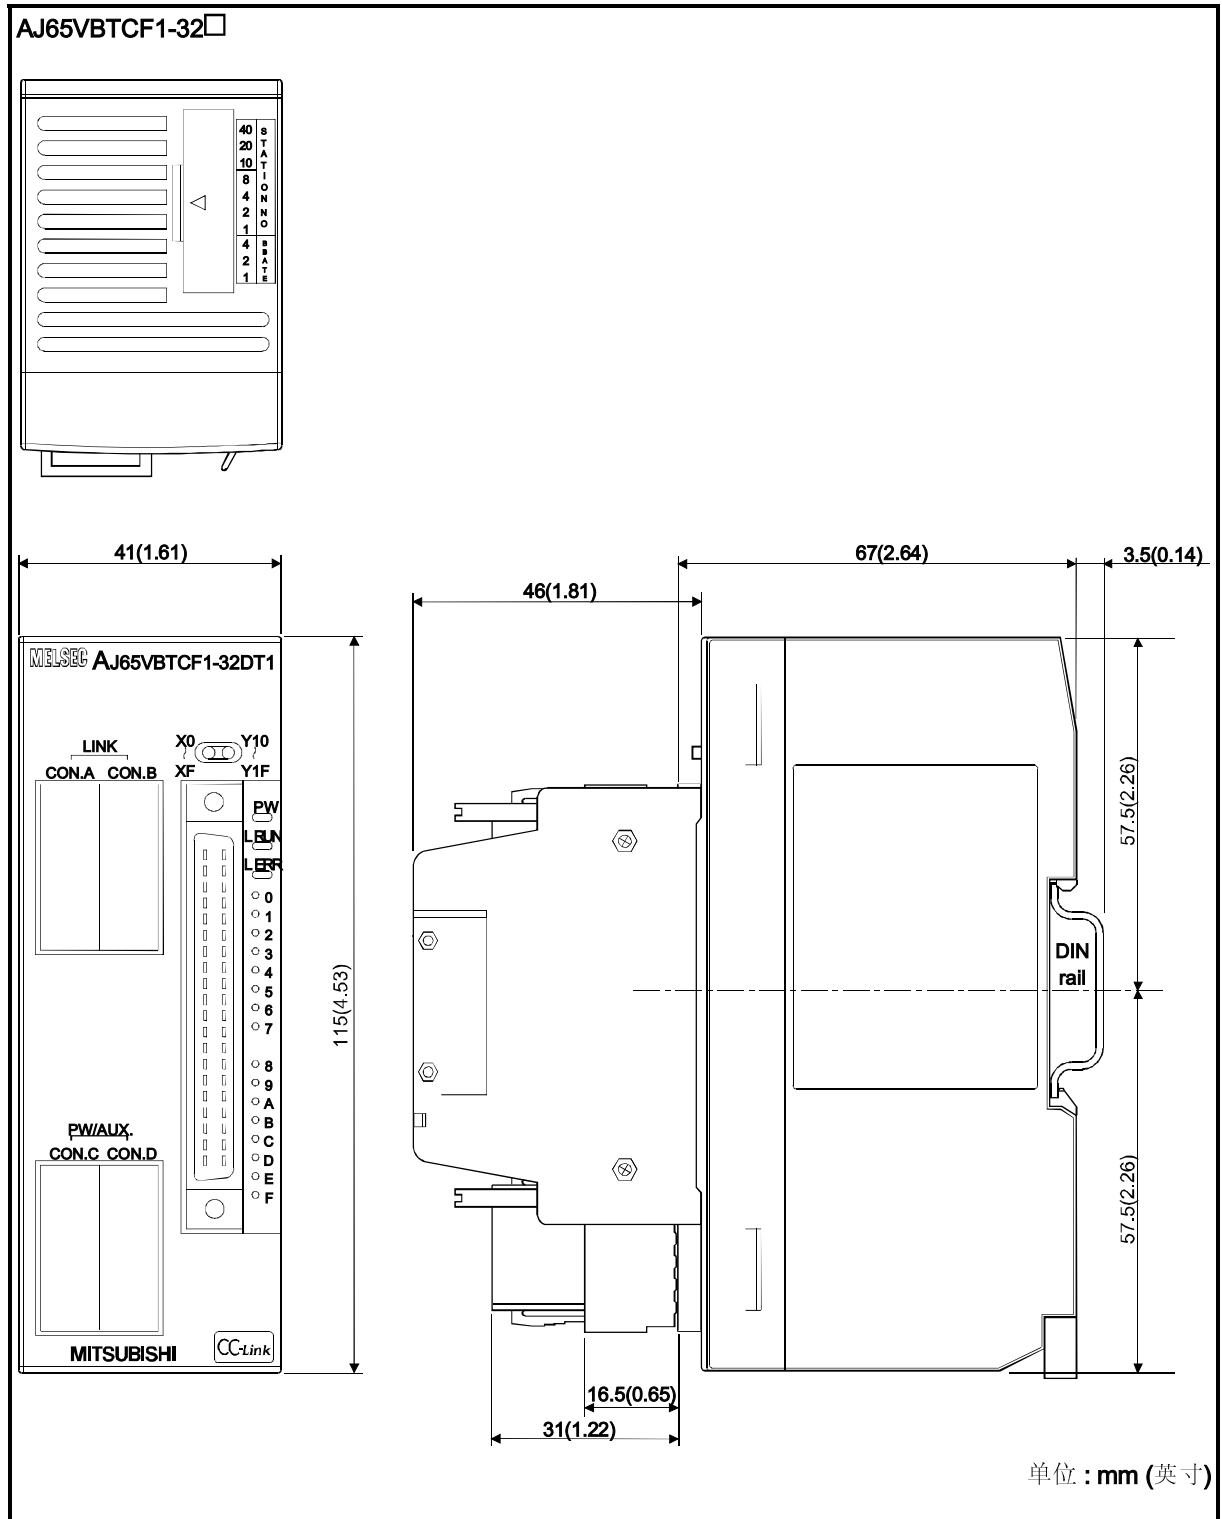 AJ65VBTCF1-32□
40
20
10
8
4
2
1
4
2
1
STATION NO
BBATE
41(1.61)
67(2.64)
3.5(0.14)
46(1.81)
MELSEC AJ65VBTCF1-32DT1
X0 Y10
XF Y1F
LINK
CON.A CON.B
PW
L RUN
L ERR
0
1
2
3
4
5
6
7
8
9
A
B
C
D
E
F
PW/AUX.
CON.C CON.D
MITSUBISHI
CC-Link
115(4.53)
57.5(2.26)
DIN
rail
57.5(2.26)
16.5(0.65)
31(1.22)
单位 : mm (英寸)